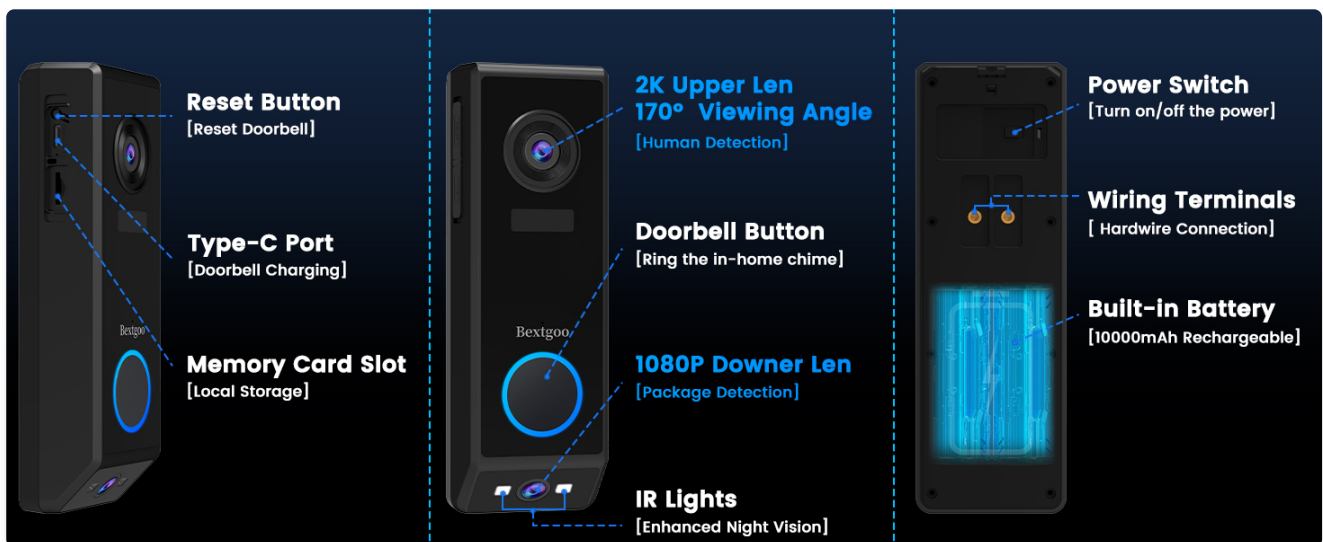 Reset Button
[Reset Doorbell]
Type-C Port
[Doorbell Charging]
Bextgoo
Memory Card Slot
[Local Storage]
2K Upper Len
170° Viewing Angle
[Human Detection]
Doorbell Button
[Ring the in-home chime]
Bextgoo
1080P Downer Len
[Package Detection]
IR Lights
[Enhanced Night Vision]
Power Switch
[Turn on/off the power]
Wiring Terminals
[ Hardwire Connection]
Built-in Battery
[10000mAh Rechargeable]